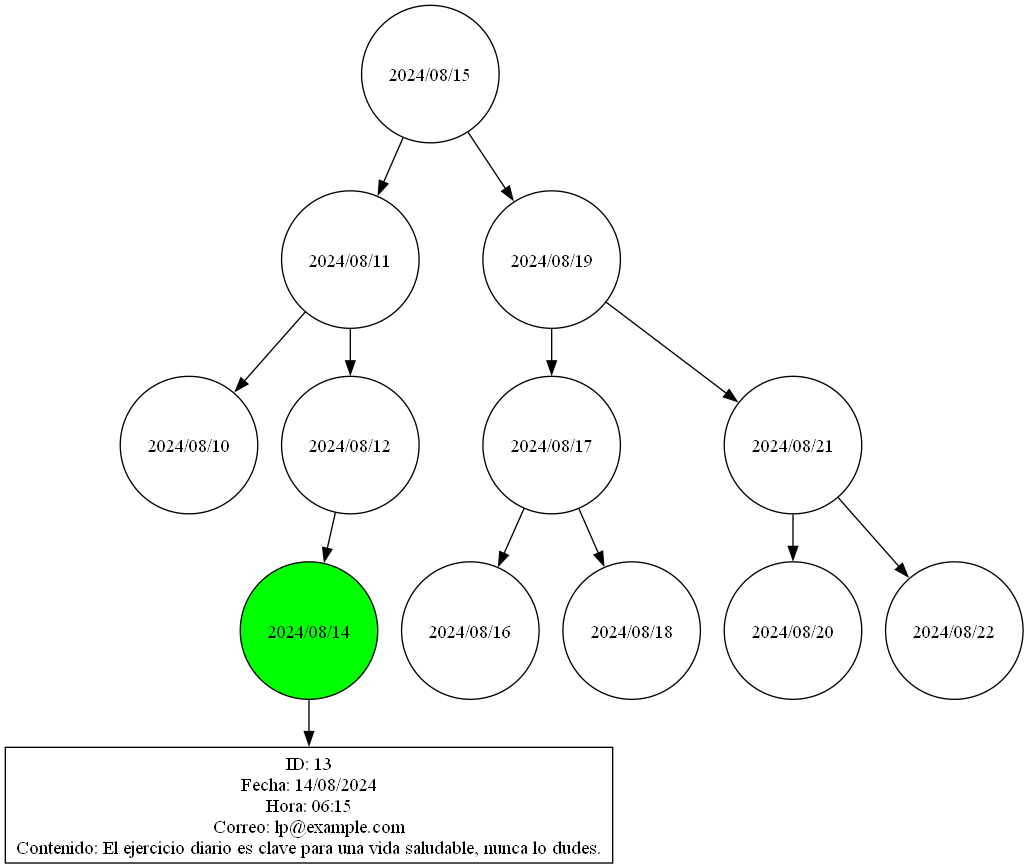 2024/08/15
2024/08/11
2024/08/19
2024/08/10
2024/08/12
2024/08/17
2024/08/21
2024/08/14
2024/08/16
2024/08/18
2024/08/20
2024/08/22
ID: 13
Fecha: 14/08/2024
Hora: 06:15
Correo: lp@example.com
Contenido: El ejercicio diario es clave para una vida saludable, nunca lo dudes.